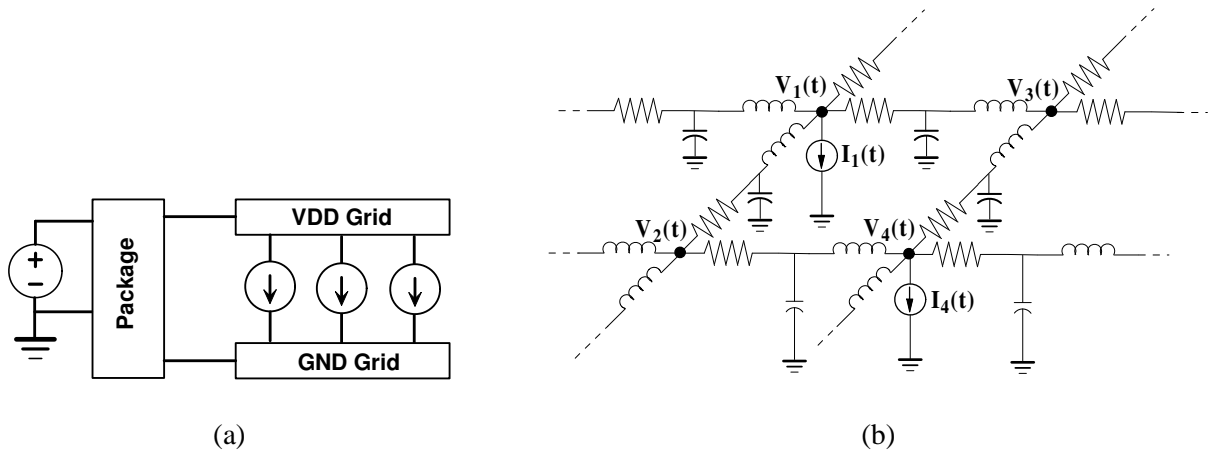 +
−
Package
VDD Grid
GND Grid
(a)
V1(t)
V3(t)
I1(t)
V2(t)
V4(t)
I4(t)
(b)